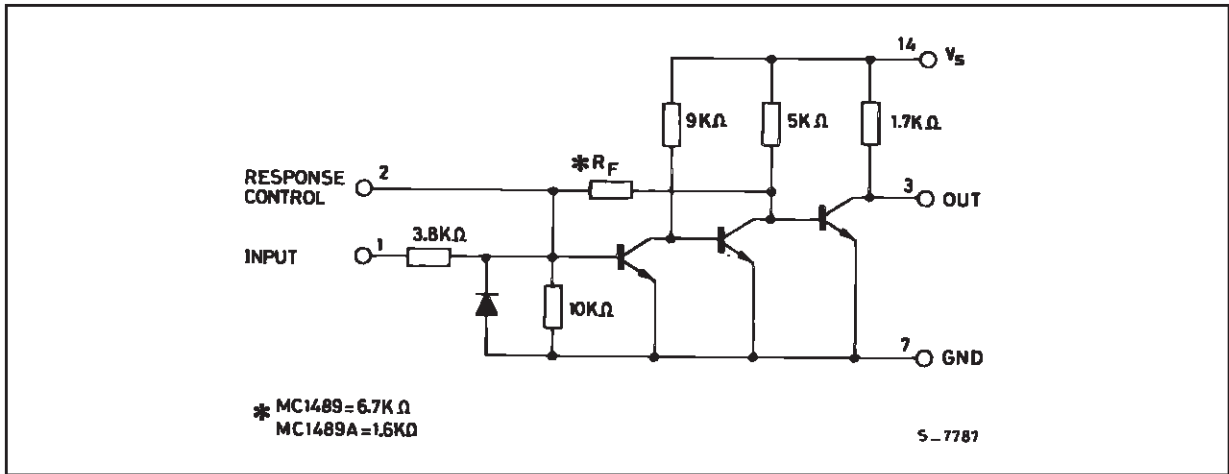 14 Vs
9KΩ 5KΩ 1.7KΩ
*RF
RESPONSE CONTROL 2
3 OUT
INPUT 1 3.8KΩ
10KΩ
7 GND
* MC1489=6.7KΩ
MC1489A=1.6KΩ
S_7787